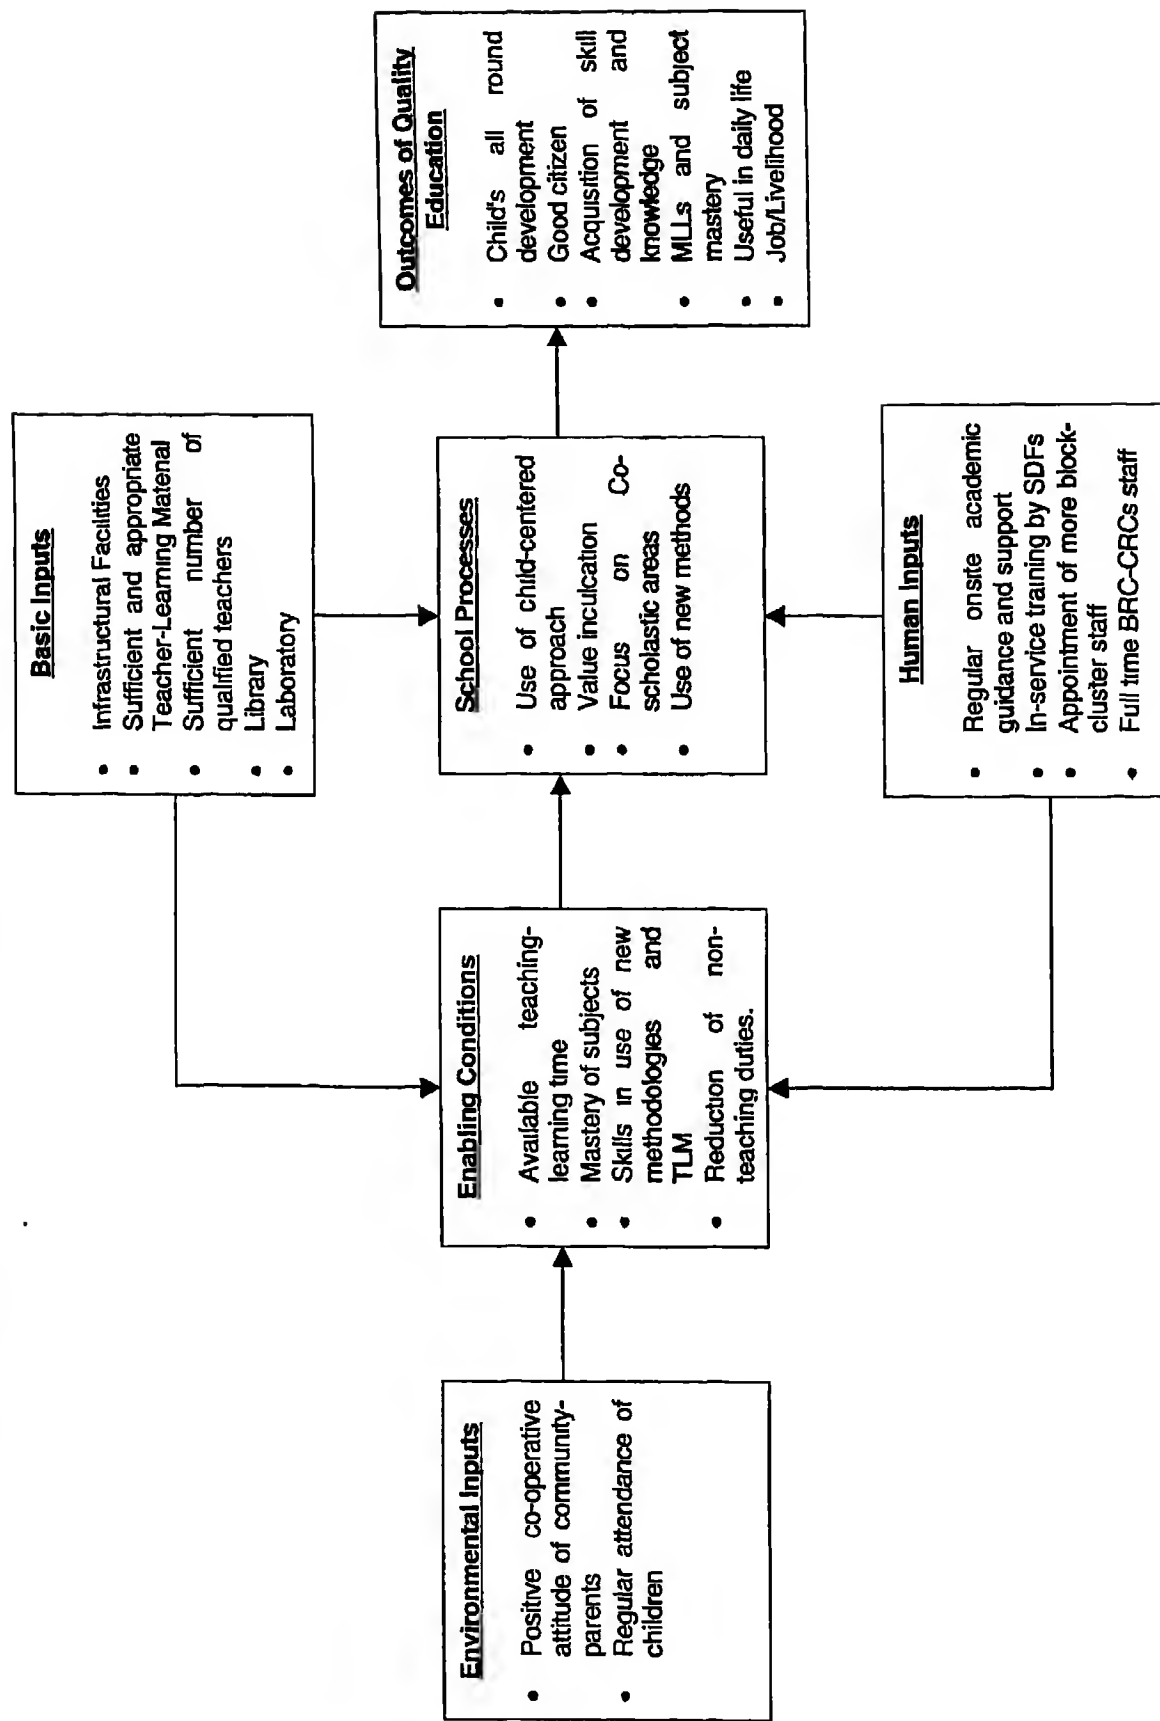 Basic Inputs
• Infrastructural Facilities
• Sufficient and appropriate
Teacher-Learning Material
• Sufficient number of
qualified teachers
• Library
• Laboratory
Environmental Inputs
• Positive co-operative
attitude of community-
parents
• Regular attendance of
children
Enabling Conditions
• Available teaching-
learning time
• Mastery of subjects
• Skills in use of new
methodologies and
TLM
• Reduction of non-
teaching duties.
School Processes
• Use of child-centered
approach
• Value inculcation
• Focus on Co-
scholastic areas
• Use of new methods
Outcomes of Quality
Education
• Child's all round
development
• Good citizen
• Acquisition of skill
development and
knowledge
• MLLs and subject
mastery
• Useful in daily life
• Job/Livelihood
Human Inputs
• Regular onsite academic
guidance and support
• In-service training by SDFs
• Appointment of more block-
cluster staff
• Full time BRC-CRCs staff